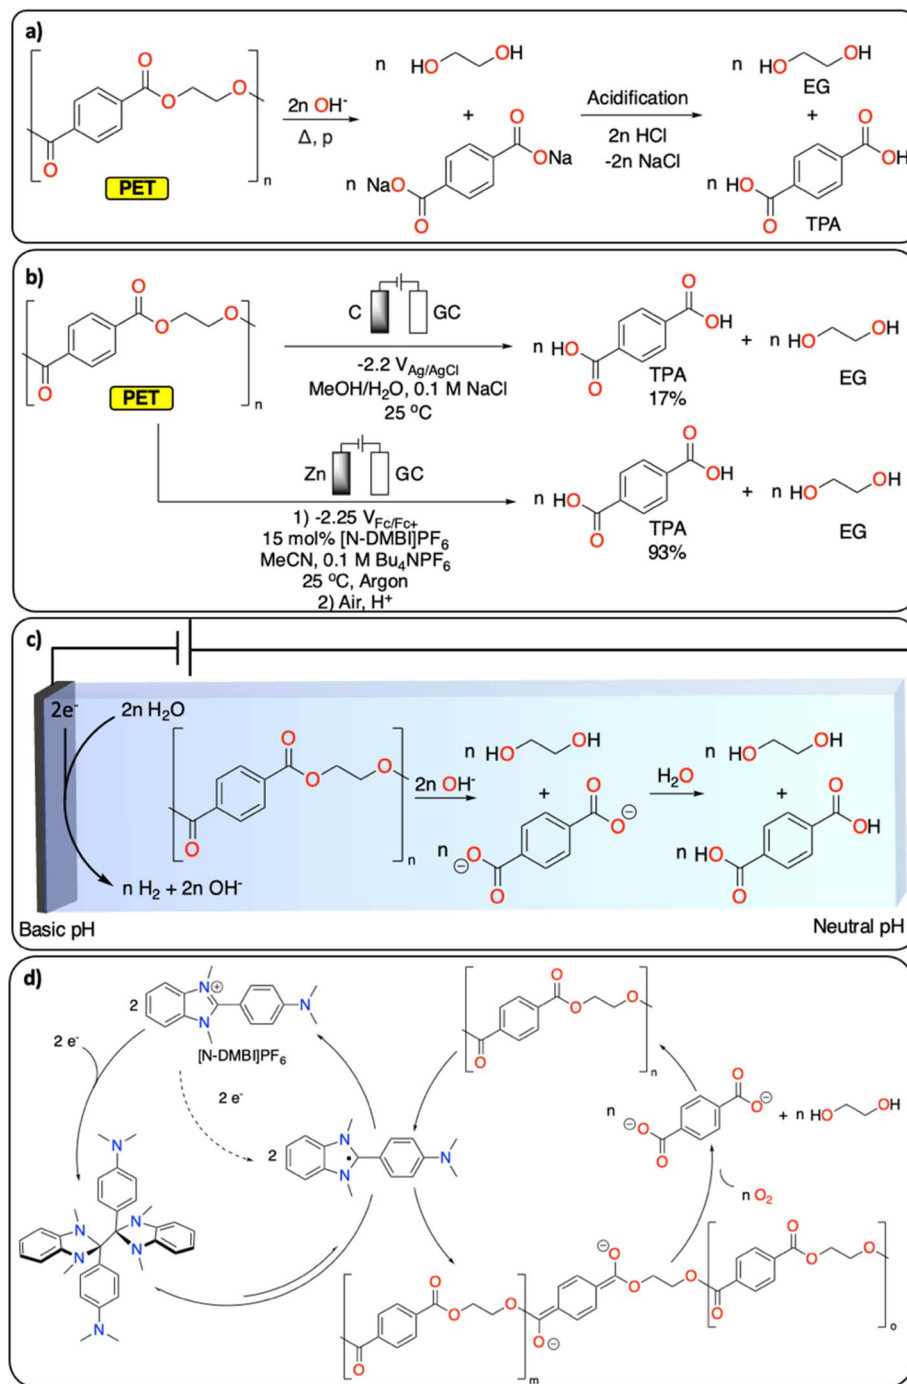 a)
O
O
O
O
n
PET
2n OH-
Δ, p
n
HO
OH
+
O
ONa
n NaO
O
Acidification
2n HCl
-2n NaCl
n
HO
OH
EG
+
O
OH
n HO
O
TPA
b)
O
O
O
O
n
PET
C
GC
-2.2 VAg/AgCl
MeOH/H2O, 0.1 M NaCl
25 oC
O
OH
n HO
O
TPA
17%
+
n HO
OH
EG
Zn
GC
1) -2.25 VFc/Fc+
15 mol% [N-DMBI]PF6
MeCN, 0.1 M Bu4NPF6
25 oC, Argon
2) Air, H+
O
OH
n HO
O
TPA
93%
+
n HO
OH
EG
c)
2e-
2n H2O
n H2 + 2n OH-
Basic pH
O
O
O
O
n
2n OH-
n
HO
OH
+
O
O⊖
n
⊖O
O
H2O
n
HO
OH
+
O
OH
n HO
O
Neutral pH
d)
2
N
⊕
N
N
[N-DMBI]PF6
2 e-
2 e-
2
N
•
N
N
N
N
N
N
N
N
O
O
O
O
n
n
O
O⊖
⊖O
O
+ n HO
OH
n O2
O
O
O
O
m
O⊖
O⊖
O
O
O
O
O
O
o